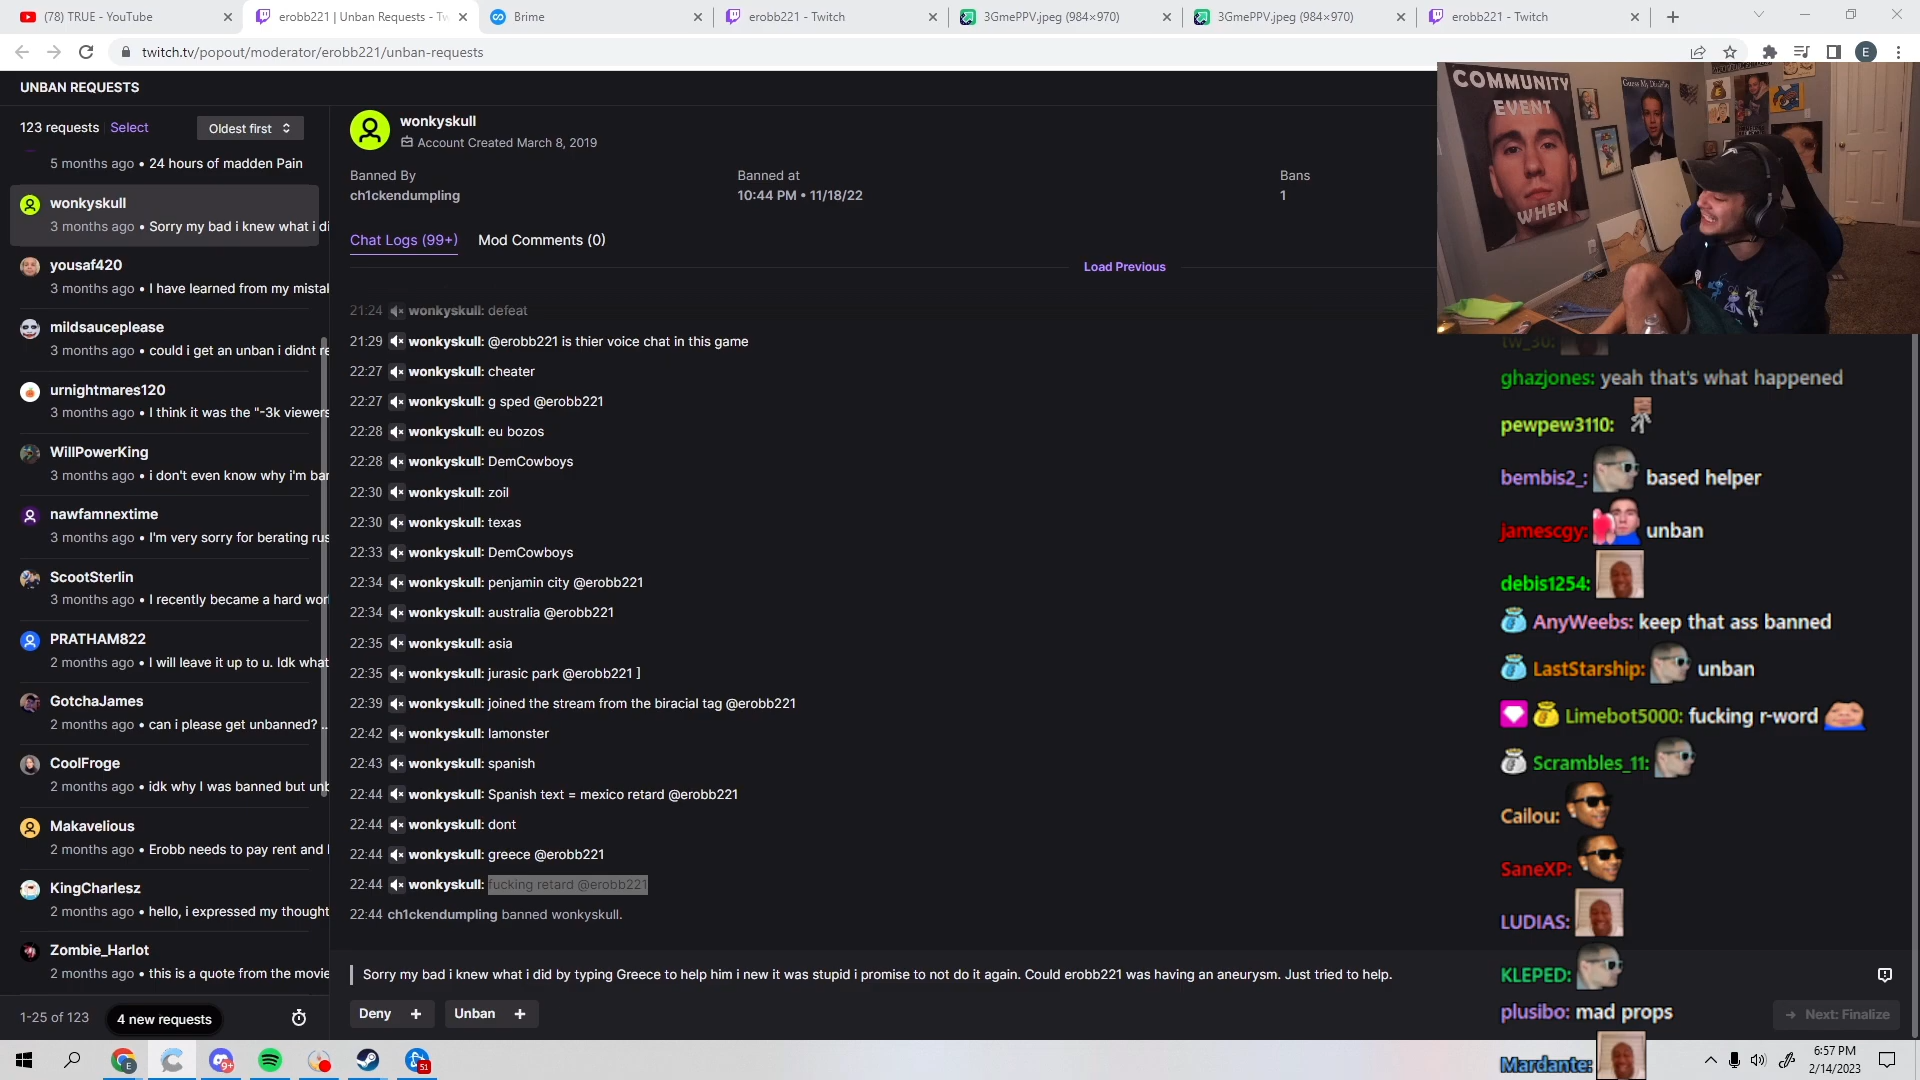 (78) TRUE - YouTube
erobb221 | Unban Requests - Tw
Brime
erobb221 - Twitch
3GmePPV.jpeg (984×970)
3GmePPV.jpeg (984×970)
erobb221 - Twitch
twitch.tv/popout/moderator/erobb221/unban-requests
E
UNBAN REQUESTS
123 requests Select
Oldest first
5 months ago • 24 hours of madden Pain
wonkyskull
3 months ago • Sorry my bad i knew what i di
yousaf420
3 months ago • I have learned from my mistak
mildsauceplease
3 months ago • could i get an unban i didnt re
urnightmares120
3 months ago • I think it was the "-3k viewers
WillPowerKing
3 months ago • i don't even know why i'm bar
nawfamnextime
3 months ago • I'm very sorry for berating rus
ScootSterlin
3 months ago • I recently became a hard wor
PRATHAM822
2 months ago • I will leave it up to u. Idk what
GotchaJames
2 months ago • can i please get unbanned? ..
CoolFroge
2 months ago • idk why I was banned but unb
Makavelious
2 months ago • Erobb needs to pay rent and I
KingCharlesz
2 months ago • hello, i expressed my thought
Zombie_Harlot
2 months ago • this is a quote from the movie
1-25 of 123
4 new requests
wonkyskull
Account Created March 8, 2019
Banned By
ch1ckendumpling
Banned at
10:44 PM • 11/18/22
Bans
1
Chat Logs (99+)
Mod Comments (0)
Load Previous
21:24 wonkyskull: defeat
21:29 wonkyskull: @erobb221 is thier voice chat in this game
22:27 wonkyskull: cheater
22:27 wonkyskull: g sped @erobb221
22:28 wonkyskull: eu bozos
22:28 wonkyskull: DemCowboys
22:30 wonkyskull: zoil
22:30 wonkyskull: texas
22:33 wonkyskull: DemCowboys
22:34 wonkyskull: penjamin city @erobb221
22:34 wonkyskull: australia @erobb221
22:35 wonkyskull: asia
22:35 wonkyskull: jurasic park @erobb221 ]
22:39 wonkyskull: joined the stream from the biracial tag @erobb221
22:42 wonkyskull: lamonster
22:43 wonkyskull: spanish
22:44 wonkyskull: Spanish text = mexico retard @erobb221
22:44 wonkyskull: dont
22:44 wonkyskull: greece @erobb221
22:44 wonkyskull: fucking retard @erobb221
22:44 ch1ckendumpling banned wonkyskull.
Sorry my bad i knew what i did by typing Greece to help him i new it was stupid i promise to not do it again. Could erobb221 was having an aneurysm. Just tried to help.
Deny +
Unban +
Next: Finalize
COMMUNITY
EVENT
WHEN
tw_30:
ghazjones: yeah that's what happened
pewpew3110:
bembis2_: based helper
jamescgy: unban
debis1254:
AnyWeebs: keep that ass banned
LastStarship: unban
Limebot5000: fucking r-word
Scrambles_11:
Cailou:
SaneXP:
LUDIAS:
KLEPED:
plusibo: mad props
Mardante:
E
9+
51
6:57 PM
2/14/2023